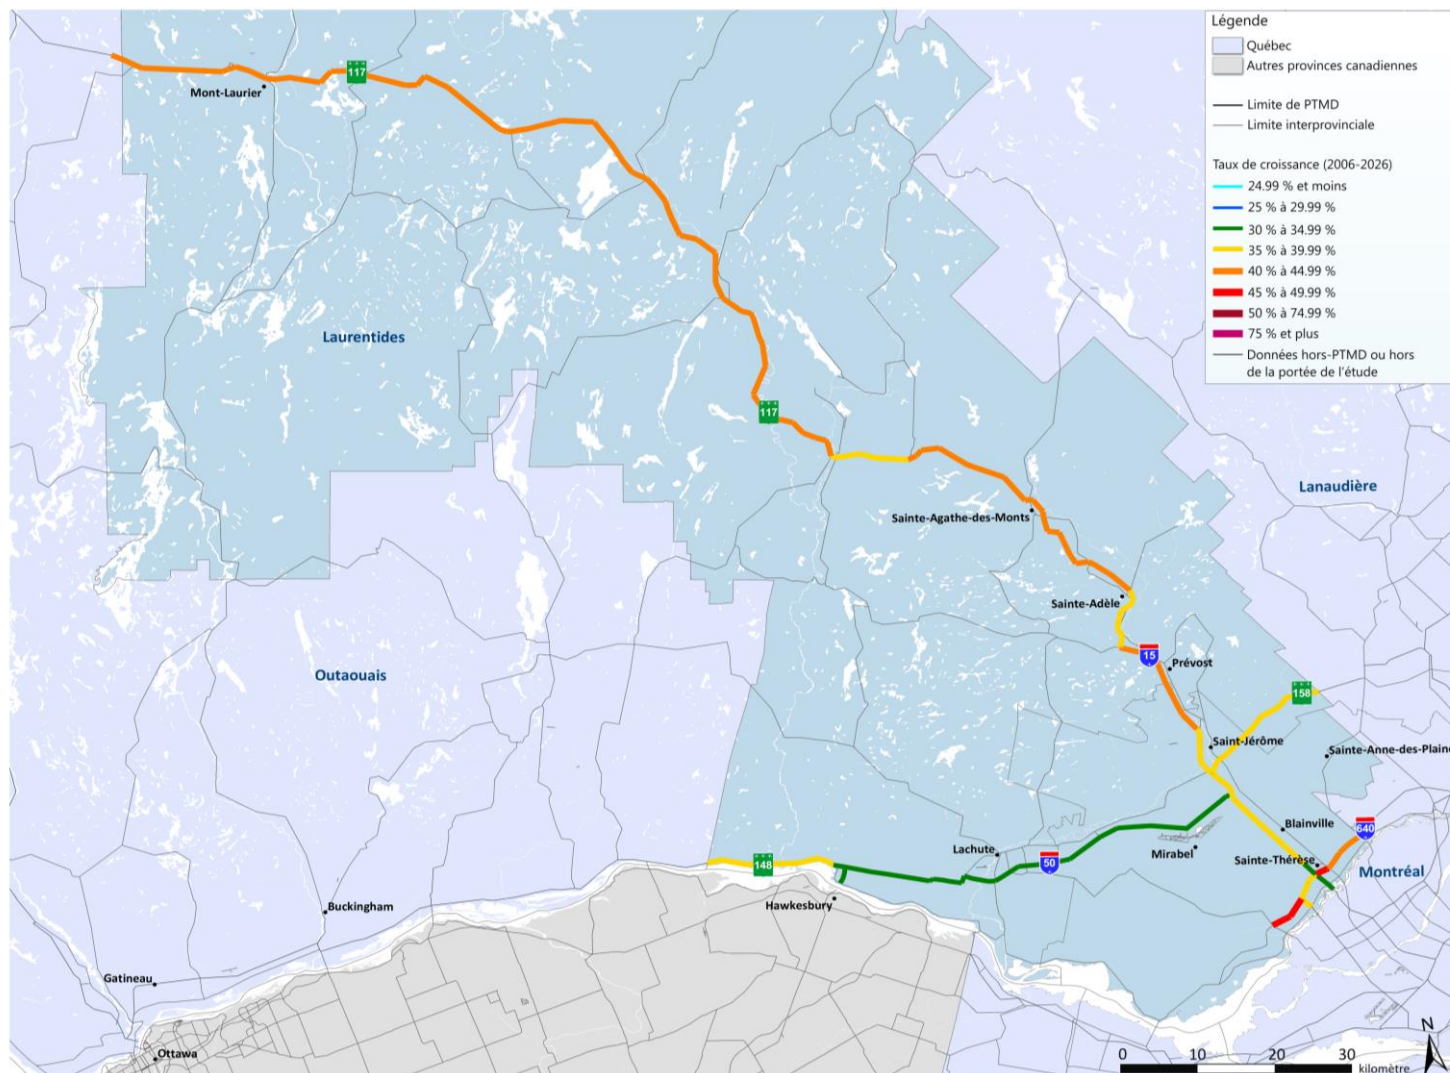 Légende
Québec
Autres provinces canadiennes
Limite de PTMD
Limite interprovinciale
Taux de croissance (2006-2026)
24.99 % et moins
25 % à 29.99 %
30 % à 34.99 %
35 % à 39.99 %
40 % à 44.99 %
45 % à 49.99 %
50 % à 74.99 %
75 % et plus
Données hors-PTMD ou hors
de la portée de l'étude
117
Mont-Laurier
Laurentides
117
Lanaudière
Sainte-Agathe-des-Monts
Sainte-Adèle
15
Prévost
Outaouais
158
Saint-Jérôme
Sainte-Anne-des-Plaine
Blainville
640
Lachute
Mirabel
50
148
Sainte-Thérèse
Montréal
Hawkesbury
Buckingham
Gatineau
Ottawa
N
0 10 20 30
kilomètre